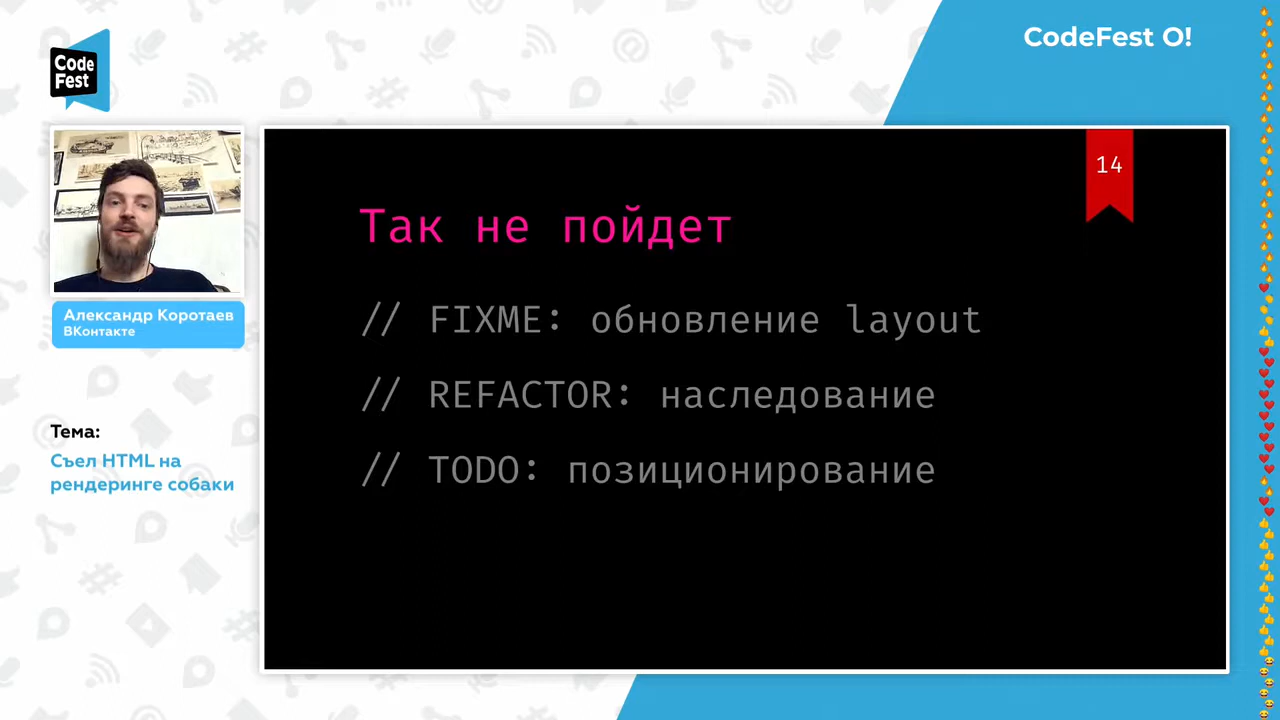 CodeFest O!
Code
Fest
14
Так не пойдет
// FIXME: обновление layout
// REFACTOR: наследование
// TODO: позиционирование
Александр Коротаев
ВКонтакте
Тема:
Съел HTML на
рендеринге собаки